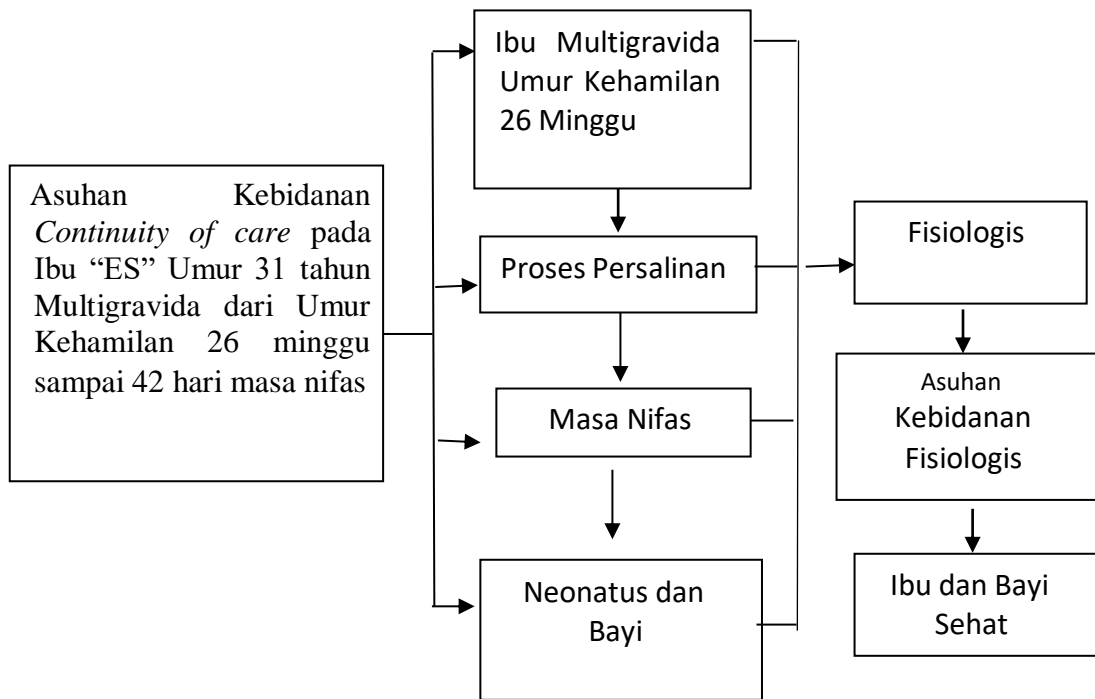 Asuhan Kebidanan
Continuity of care pada
Ibu “ES” Umur 31 tahun
Multigravida dari Umur
Kehamilan 26 minggu
sampai 42 hari masa nifas
Ibu Multigravida
Umur Kehamilan
26 Minggu
Proses Persalinan
Masa Nifas
Neonatus dan
Bayi
Fisiologis
Asuhan
Kebidanan
Fisiologis
Ibu dan Bayi
Sehat